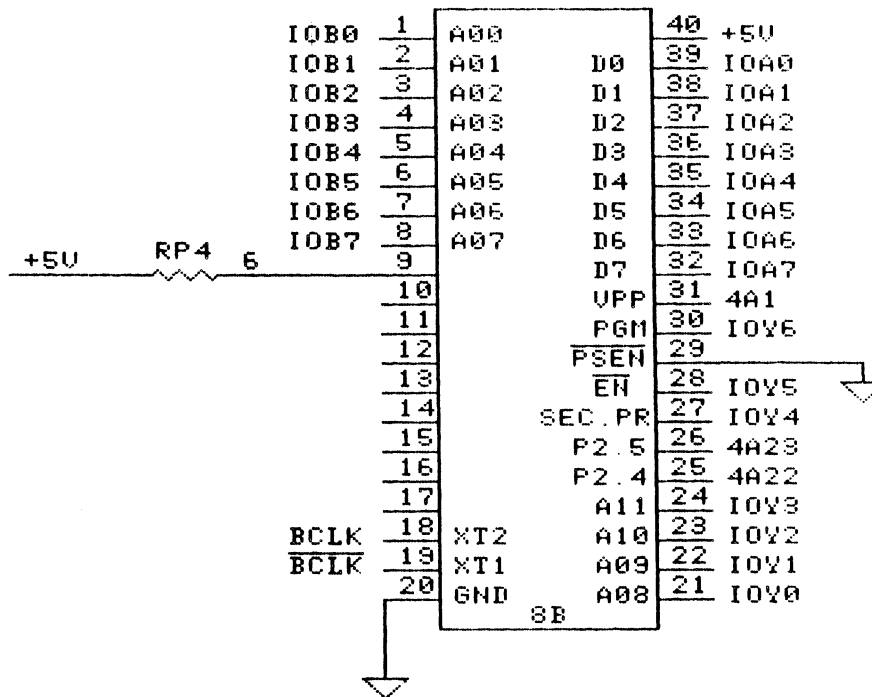 IOB0 1 A00 40 +5V
IOB1 2 A01 D0 39 IOA0
IOB2 3 A02 D1 38 IOA1
IOB3 4 A03 D2 37 IOA2
IOB4 5 A04 D3 36 IOA3
IOB5 6 A05 D4 35 IOA4
IOB6 7 A06 D5 34 IOA5
IOB7 8 A07 D6 33 IOA6
+5V RP4 6 9 D7 32 IOA7
10 VPP 31 4A1
11 PGM 30 IOY6
12 PSEN 29
13 EN 28 IOY5
14 SEC.PR 27 IOY4
15 P2.5 26 4A23
16 P2.4 25 4A22
17 A11 24 IOY3
BCLK 18 XT2 A10 23 IOY2
BCLK 19 XT1 A09 22 IOY1
20 GND A08 21 IOY0
8B